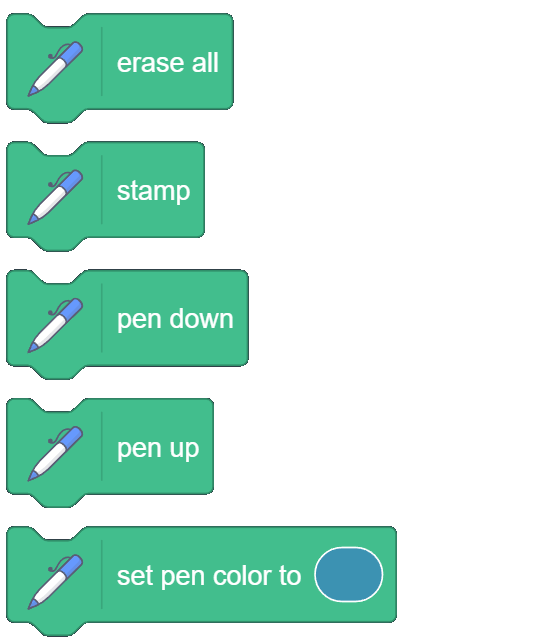 erase all
stamp
pen down
pen up
set pen color to